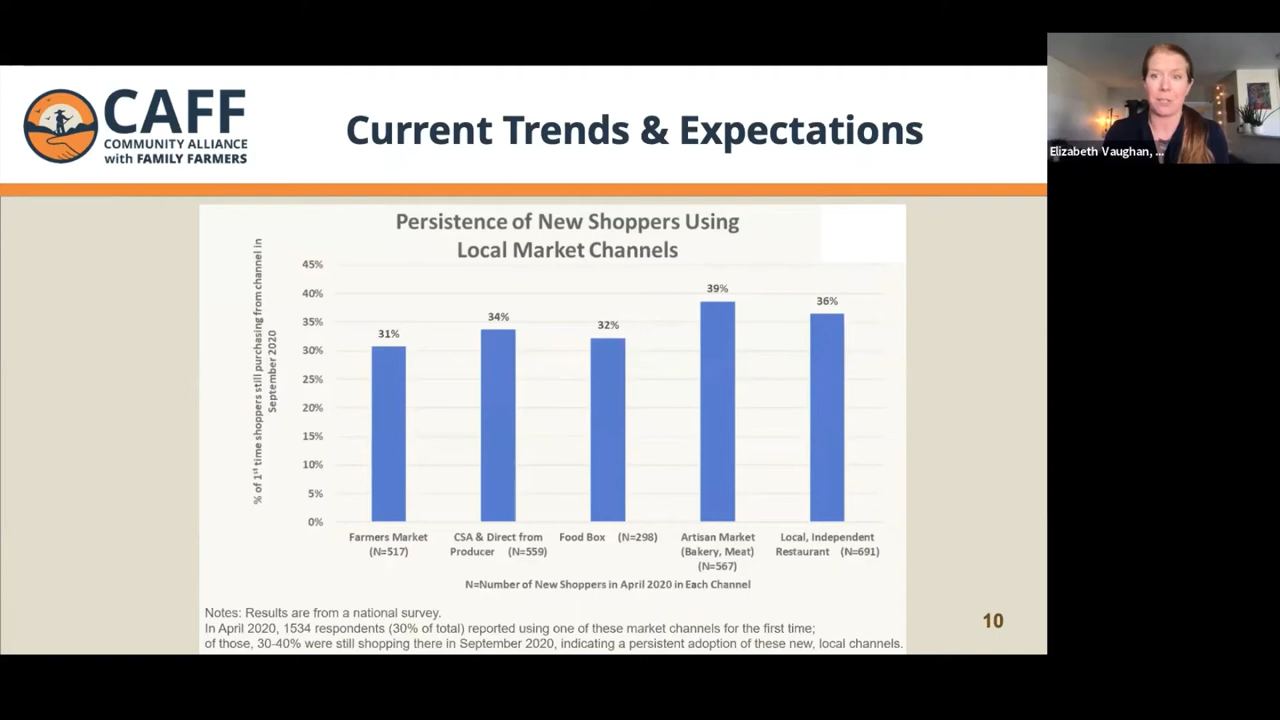 CAFF
COMMUNITY ALLIANCE
with FAMILY FARMERS
Current Trends & Expectations
Elizabeth Vaughan, ...
Persistence of New Shoppers Using
Local Market Channels
% of 1st time shoppers still purchasing from channel in
September 2020
45%
40%
35%
30%
25%
20%
15%
10%
5%
0%
31%
34%
32%
39%
36%
Farmers Market
(N=517)
CSA & Direct from
Producer (N=559)
Food Box (N=298)
Artisan Market
(Bakery, Meat)
(N=567)
Local, Independent
Restaurant (N=691)
N=Number of New Shoppers in April 2020 in Each Channel
Notes: Results are from a national survey.
In April 2020, 1534 respondents (30% of total) reported using one of these market channels for the first time;
of those, 30-40% were still shopping there in September 2020, indicating a persistent adoption of these new, local channels.
10